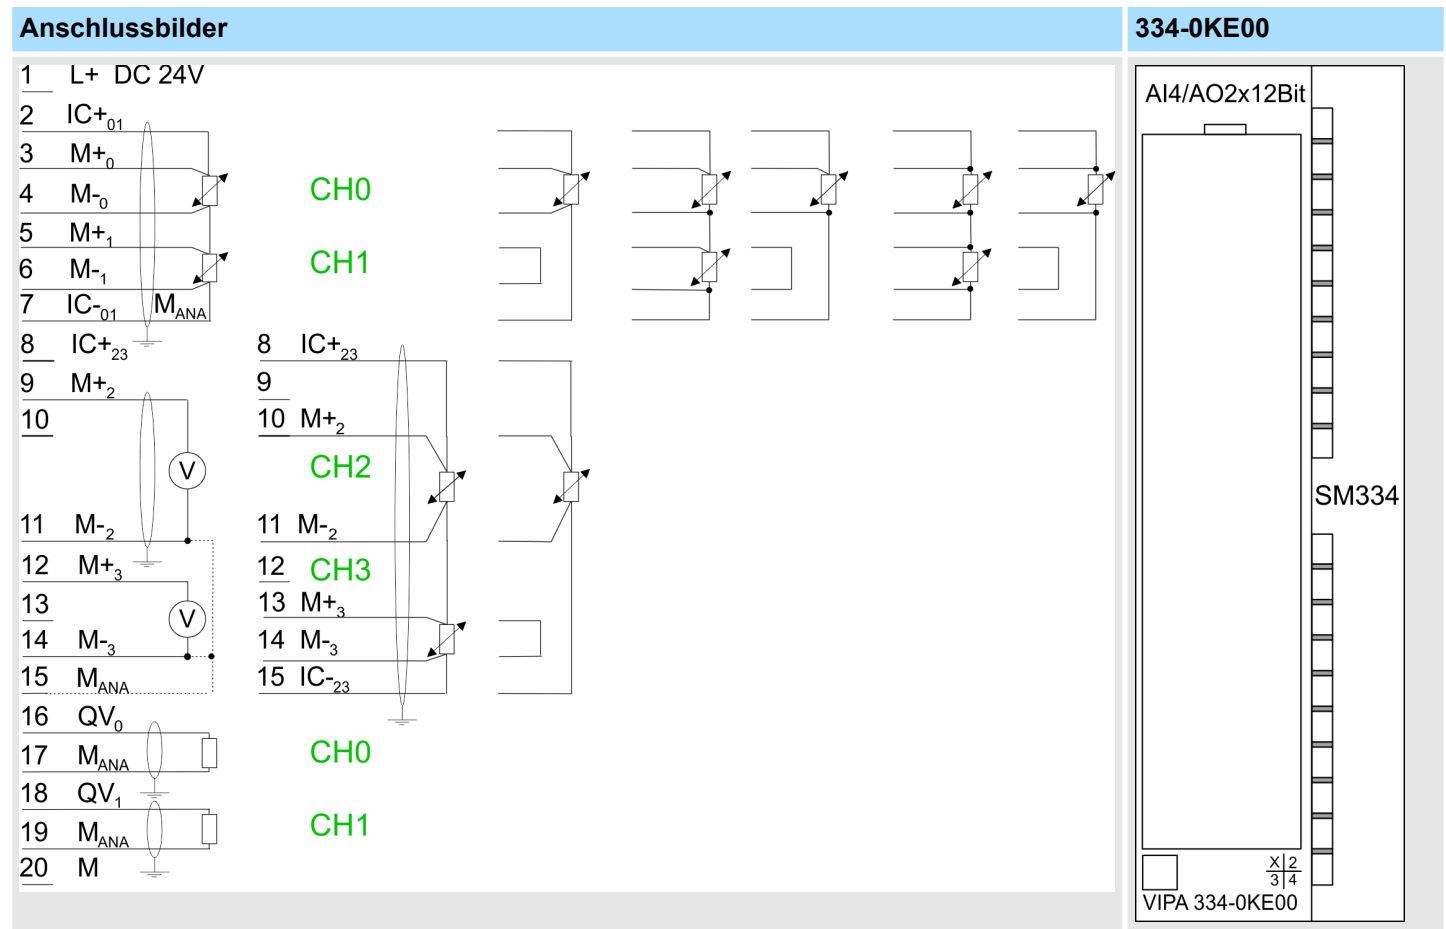 Anschlussbilder
334-0KE00
1 L+ DC 24V
2 IC+01
3 M+0
4 M-0
CH0
5 M+1
6 M-1
CH1
7 IC-01 MANA
8 IC+23
9 M+2
10
V
11 M-2
12 M+3
13
V
14 M-3
15 MANA
8 IC+23
9
10 M+2
CH2
11 M-2
12 CH3
13 M+3
14 M-3
15 IC-23
16 QV0
17 MANA
CH0
18 QV1
19 MANA
CH1
20 M
AI4/AO2x12Bit
SM334
X 2
3 4
VIPA 334-0KE00